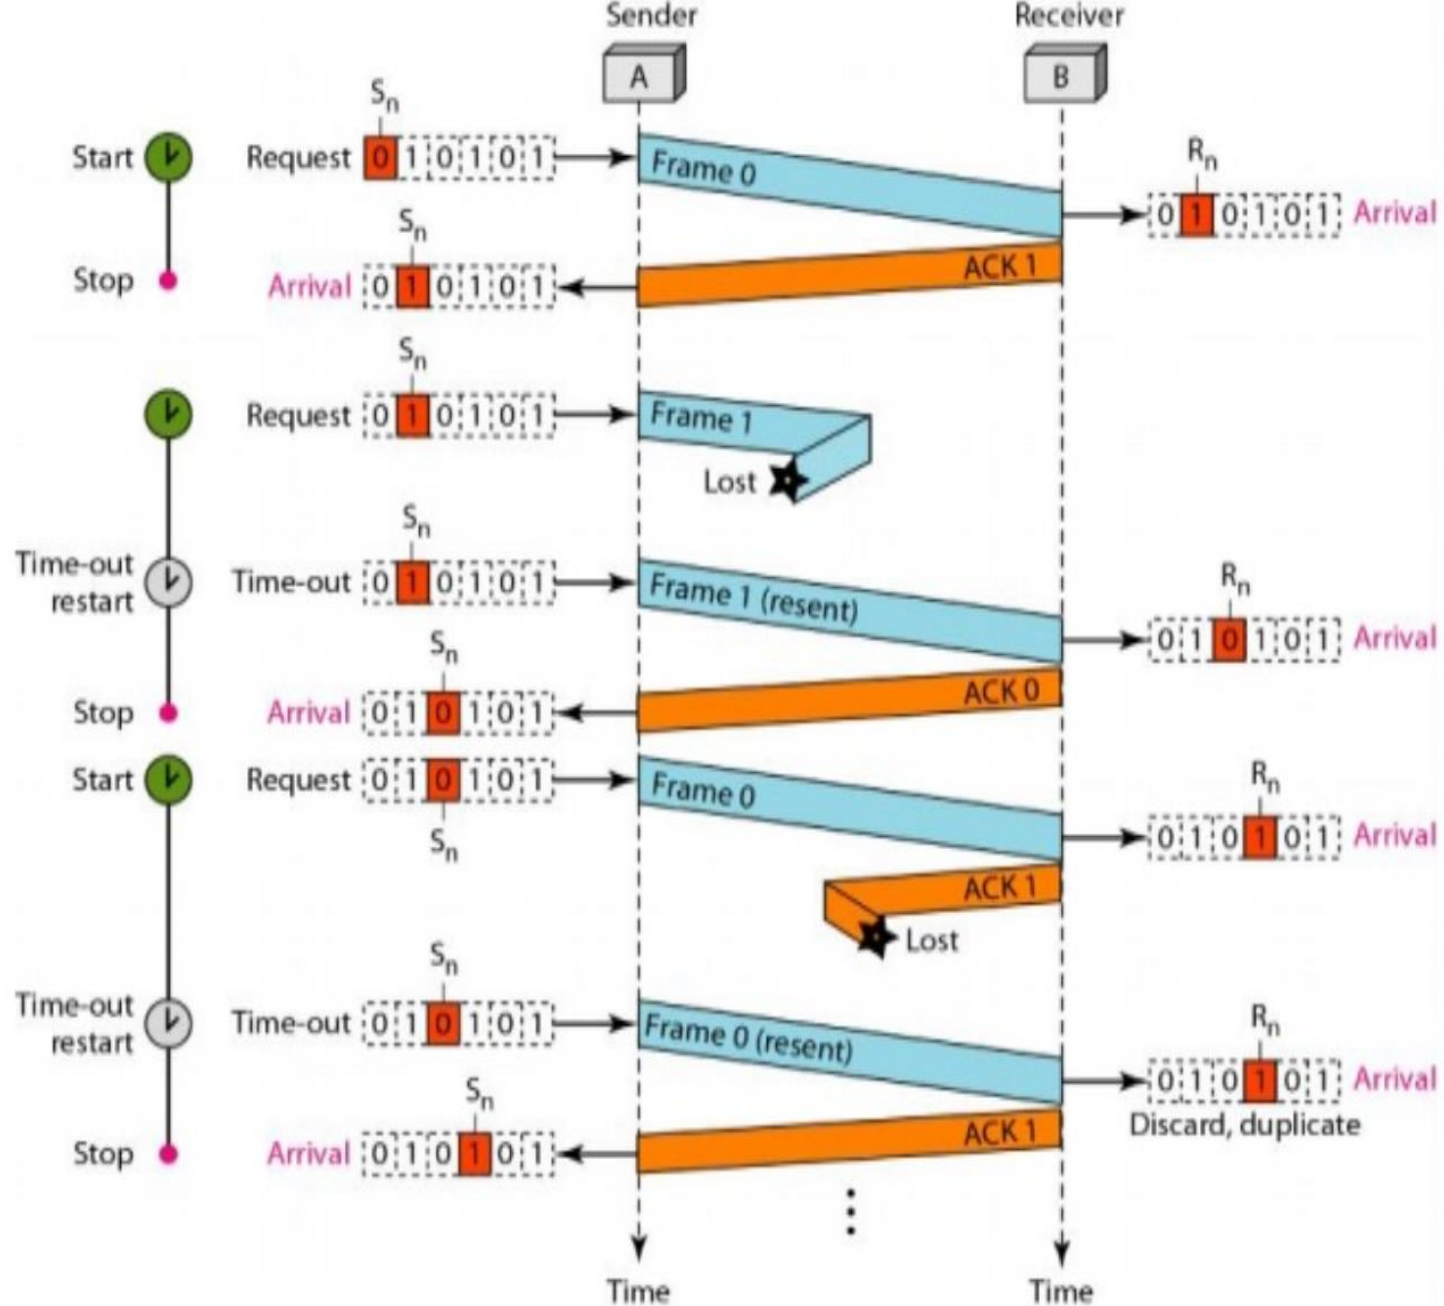 Sender Receiver
A B
Sn
Start Request 0 1 0 1 0 1 Frame 0
Rn
0 1 0 1 0 1 Arrival
Sn
Stop Arrival 0 1 0 1 0 1 ACK 1
Sn
Request 0 1 0 1 0 1 Frame 1
Lost
Sn
Time-out
restart
Time-out 0 1 0 1 0 1 Frame 1 (resent)
Rn
0 1 0 1 0 1 Arrival
Sn
Stop Arrival 0 1 0 1 0 1 ACK 0
Start Request 0 1 0 1 0 1 Frame 0
Sn
Rn
0 1 0 1 0 1 Arrival
ACK 1
Lost
Sn
Time-out
restart
Time-out 0 1 0 1 0 1 Frame 0 (resent)
Rn
0 1 0 1 0 1 Arrival
Discard, duplicate
Sn
Stop Arrival 0 1 0 1 0 1 ACK 1
Time Time